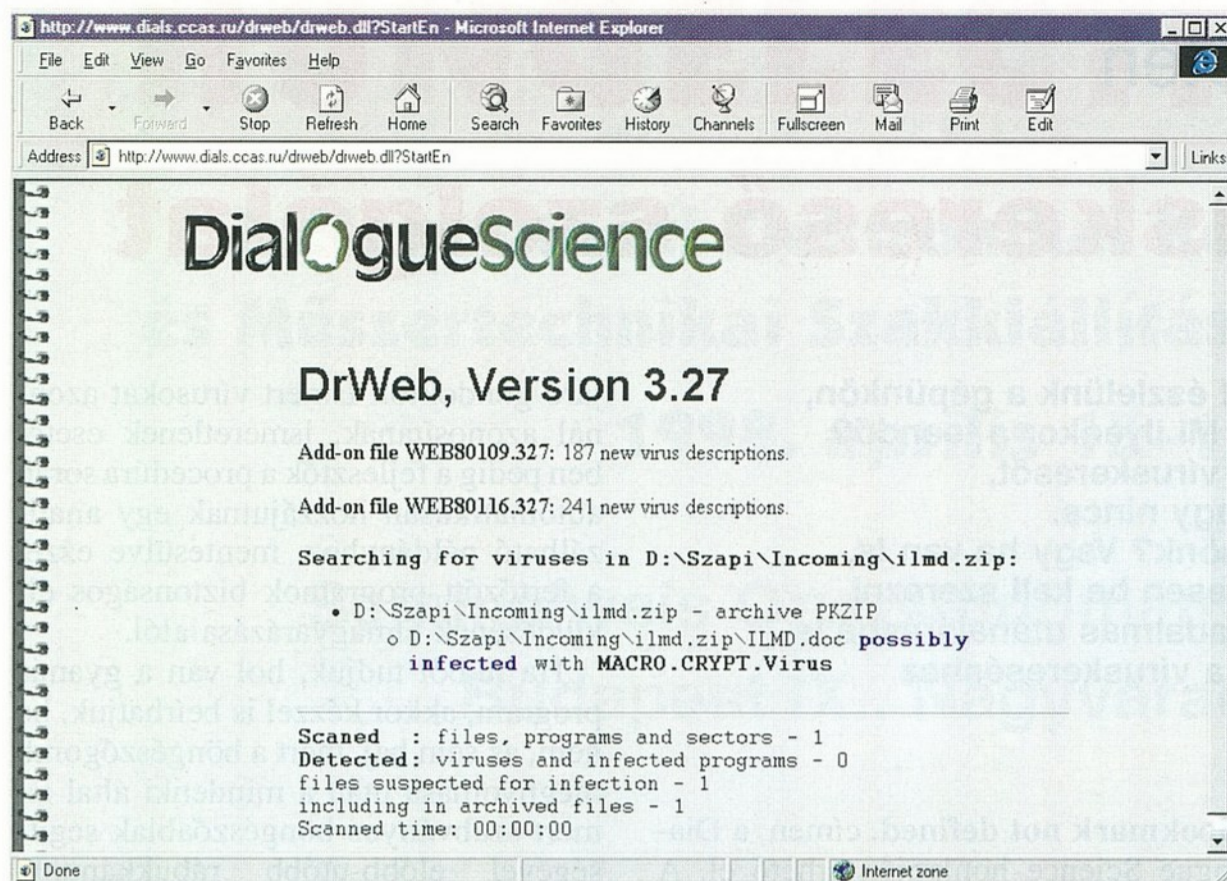 http://www.dials.ccas.ru/drweb/drweb.dll?StartEn - Microsoft Internet Explorer
File Edit View Go Favorites Help
Back Forward Stop Refresh Home Search Favorites History Channels Fullscreen Mail Print Edit
Address http://www.dials.ccas.ru/drweb/drweb.dll?StartEn Links
DialogueScience
DrWeb, Version 3.27
Add-on file WEB80109.327: 187 new virus descriptions.
Add-on file WEB80116.327: 241 new virus descriptions.
Searching for viruses in D:\Szapi\Incoming\ilmd.zip:
• D:\Szapi\Incoming\ilmd.zip - archive PKZIP
○ D:\Szapi\Incoming\ilmd.zip\ILMD.doc possibly
infected with MACRO.CRYPT.Virus
Scaned : files, programs and sectors - 1
Detected: viruses and infected programs - 0
files suspected for infection - 1
including in archived files - 1
Scanned time: 00:00:00
Done Internet zone